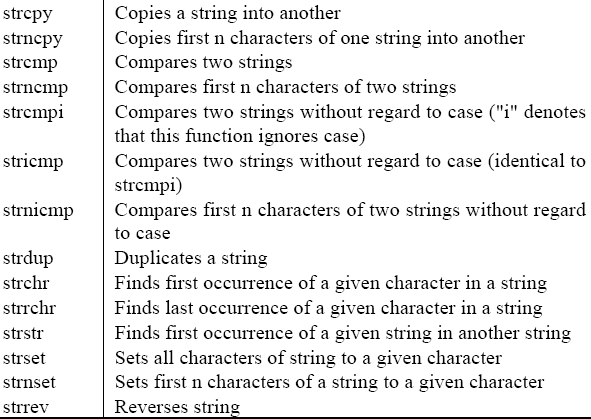 strcpy Copies a string into another
strncpy Copies first n characters of one string into another
strcmp Compares two strings
strncmp Compares first n characters of two strings
strcmpi Compares two strings without regard to case ("i" denotes
that this function ignores case)
stricmp Compares two strings without regard to case (identical to
strcmpi)
strnicmp Compares first n characters of two strings without regard
to case
strdup Duplicates a string
strchr Finds first occurrence of a given character in a string
strrchr Finds last occurrence of a given character in a string
strstr Finds first occurrence of a given string in another string
strset Sets all characters of string to a given character
strnset Sets first n characters of a string to a given character
strrev Reverses string